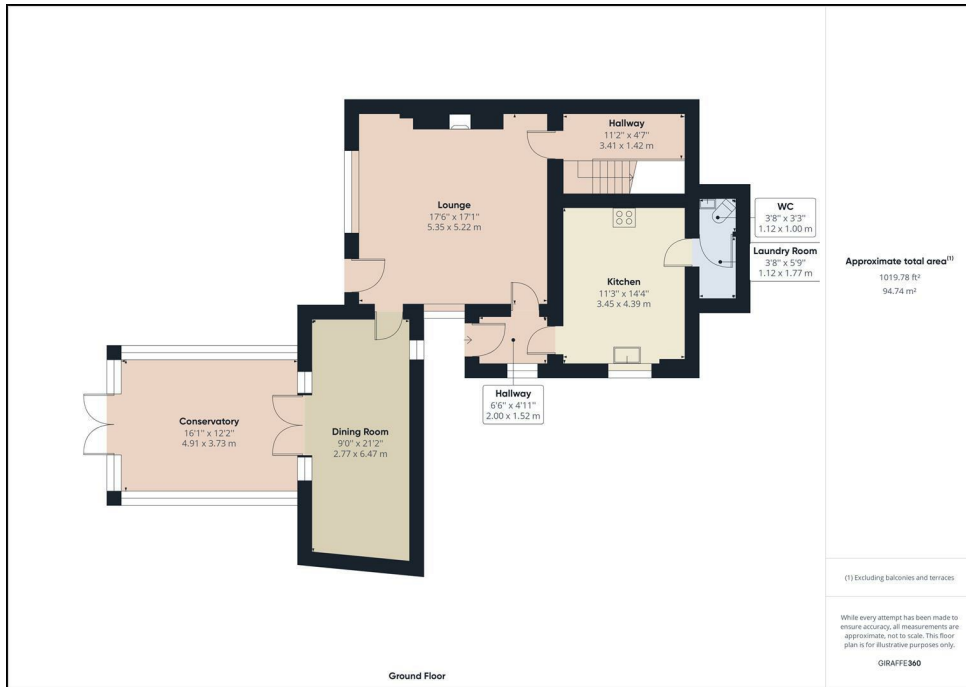 Hallway
11'2" x 4'7"
3.41 x 1.42 m
Lounge
17'6" x 17'1"
5.35 x 5.22 m
WC
3'8" x 3'3"
1.12 x 1.00 m
Laundry Room
3'8" x 5'9"
1.12 x 1.77 m
Kitchen
11'3" x 14'4"
3.45 x 4.39 m
Hallway
6'6" x 4'11"
2.00 x 1.52 m
Conservatory
16'1" x 12'2"
4.91 x 3.73 m
Dining Room
9'0" x 21'2"
2.77 x 6.47 m
Ground Floor
Approximate total area(1)
1019.78 ft²
94.74 m²
(1) Excluding balconies and terraces
While every attempt has been made to
ensure accuracy, all measurements are
approximate, not to scale. This floor
plan is for illustrative purposes only.
GIRAFFE360